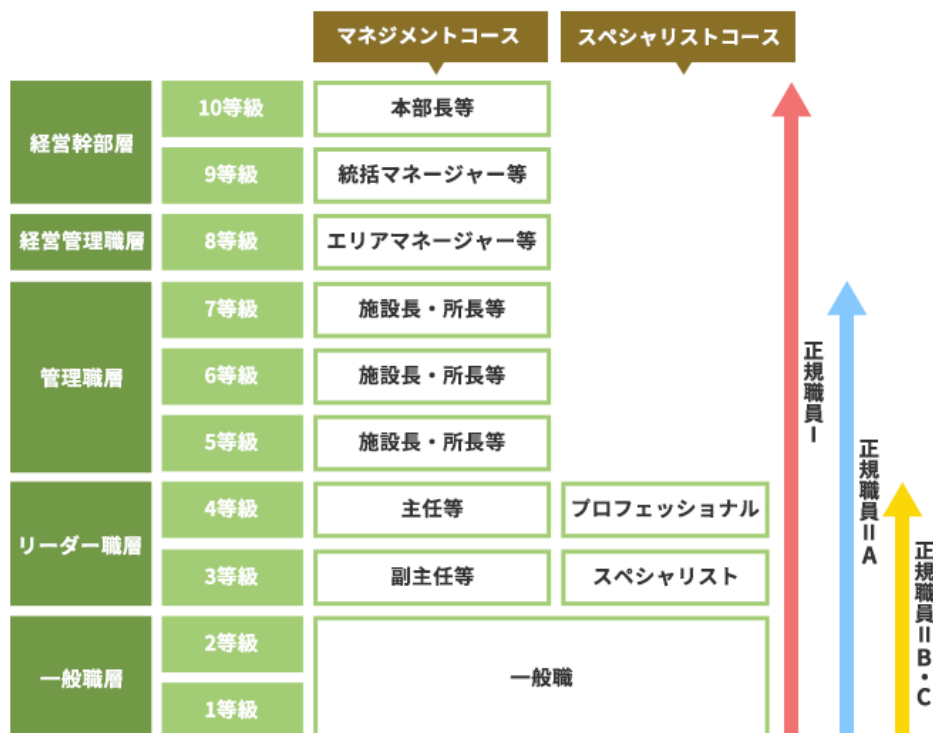 マネジメントコース
スペシャリストコース
経営幹部層
10等級
本部長等
9等級
統括マネージャー等
経営管理職層
8等級
エリアマネージャー等
管理職層
7等級
施設長・所長等
6等級
施設長・所長等
5等級
施設長・所長等
リーダー職層
4等級
主任等
プロフェッショナル
3等級
副主任等
スペシャリスト
一般職層
2等級
1等級
一般職
正規職員Ⅰ
正規職員ⅡA
正規職員ⅡB・C